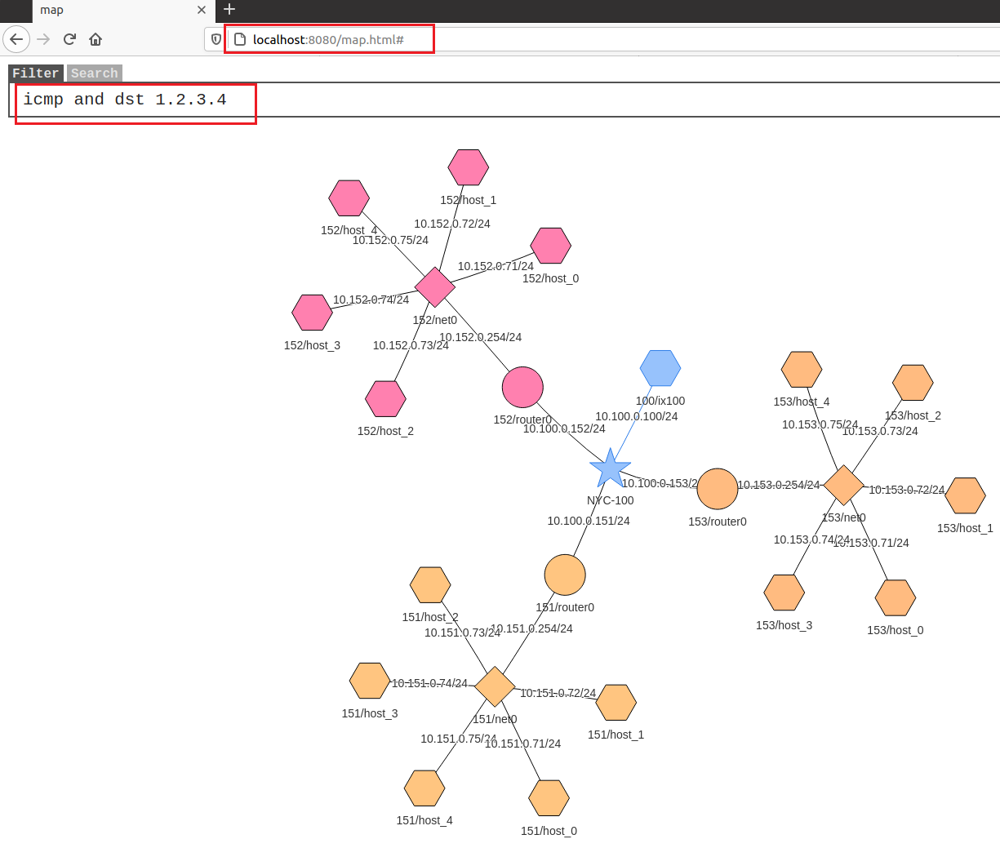 map
localhost:8080/map.html#
Filter Search
icmp and dst 1.2.3.4
152/host_1
10.152.0.72/24
152/host_4
10.152.0.75/24
10.152.0.71/24
152/host_0
10.152.0.74/24
152/net0
152/host_3
10.152.0.73/24
10.152.0.254/24
152/host_2
152/router0
10.100.0.152/24
100/ix100
10.100.0.100/24
153/host_4
10.153.0.75/24
153/host_2
10.153.0.73/24
NYC-100
10.100.0.153/2
10.153.0.254/24
10.153.0.72/24
153/router0
153/net0
153/host_1
10.100.0.151/24
10.153.0.74/24
10.153.0.71/24
153/host_3
153/host_0
151/router0
151/host_2
10.151.0.73/24
10.151.0.254/24
10.151.0.74/24
10.151.0.72/24
151/host_3
151/net0
151/host_1
10.151.0.75/24
10.151.0.71/24
151/host_4
151/host_0